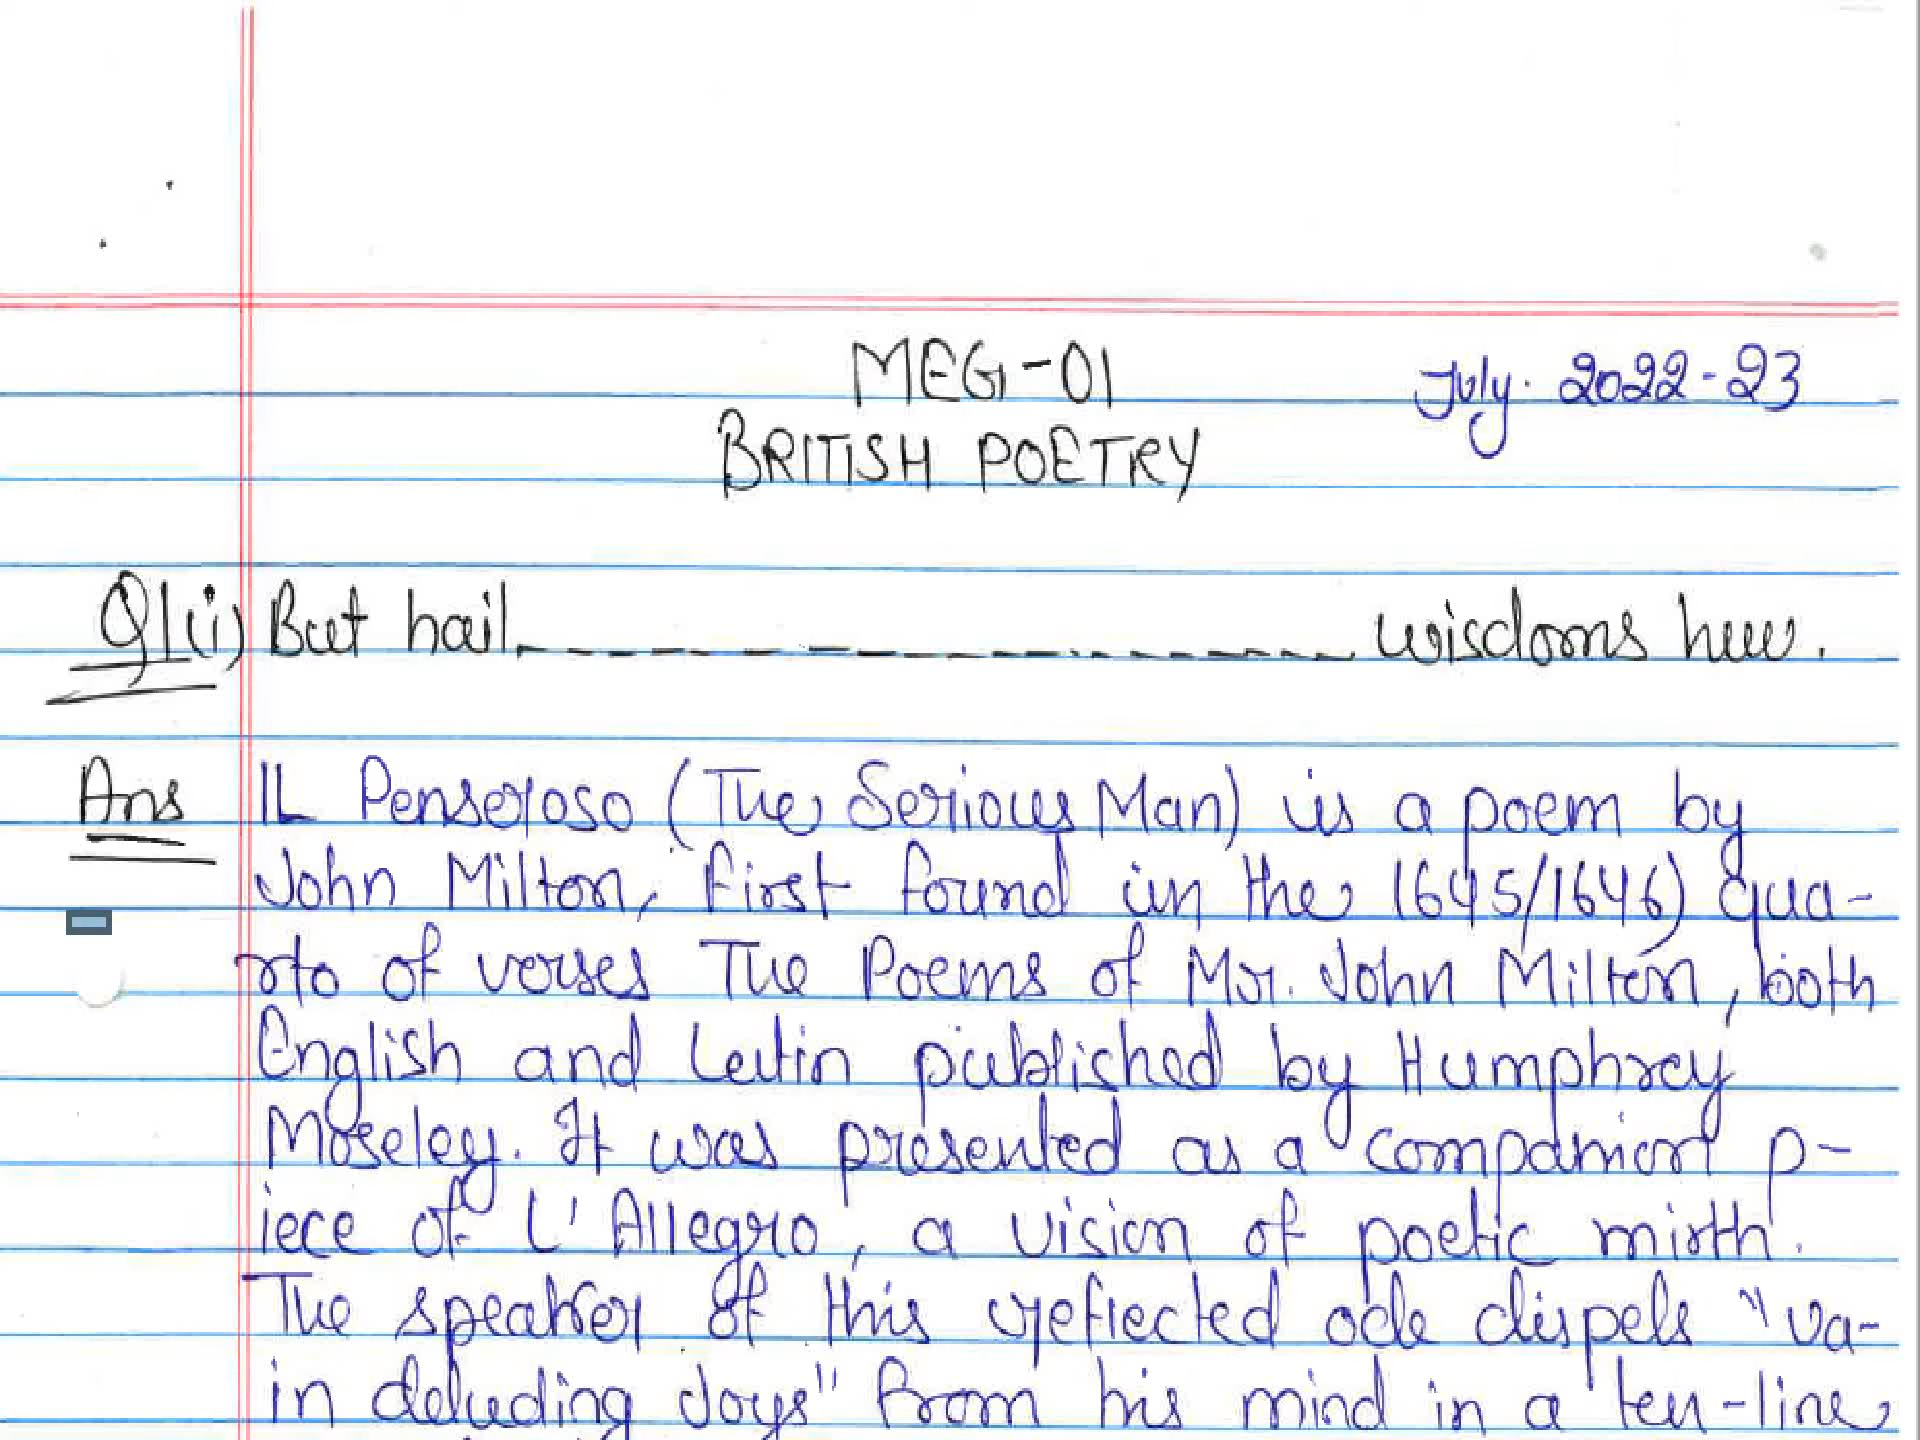 MEG-01
July. 2022-23
BRITISH POETRY
Q1(i) But hail -------------- wisdoms hue.
Ans IL Penseroso (The Serious Man) is a poem by
John Milton, first found in the 1645/1646) qua-
rto of verses The Poems of Mr. John Milton, both
English and Latin published by Humphrey
Moseley. It was presented as a companion p-
iece of L'Allegro, a vision of poetic mirth.
The speaker of this reflected ode dispels "va-
in deluding Joys" from his mind in a ten-line